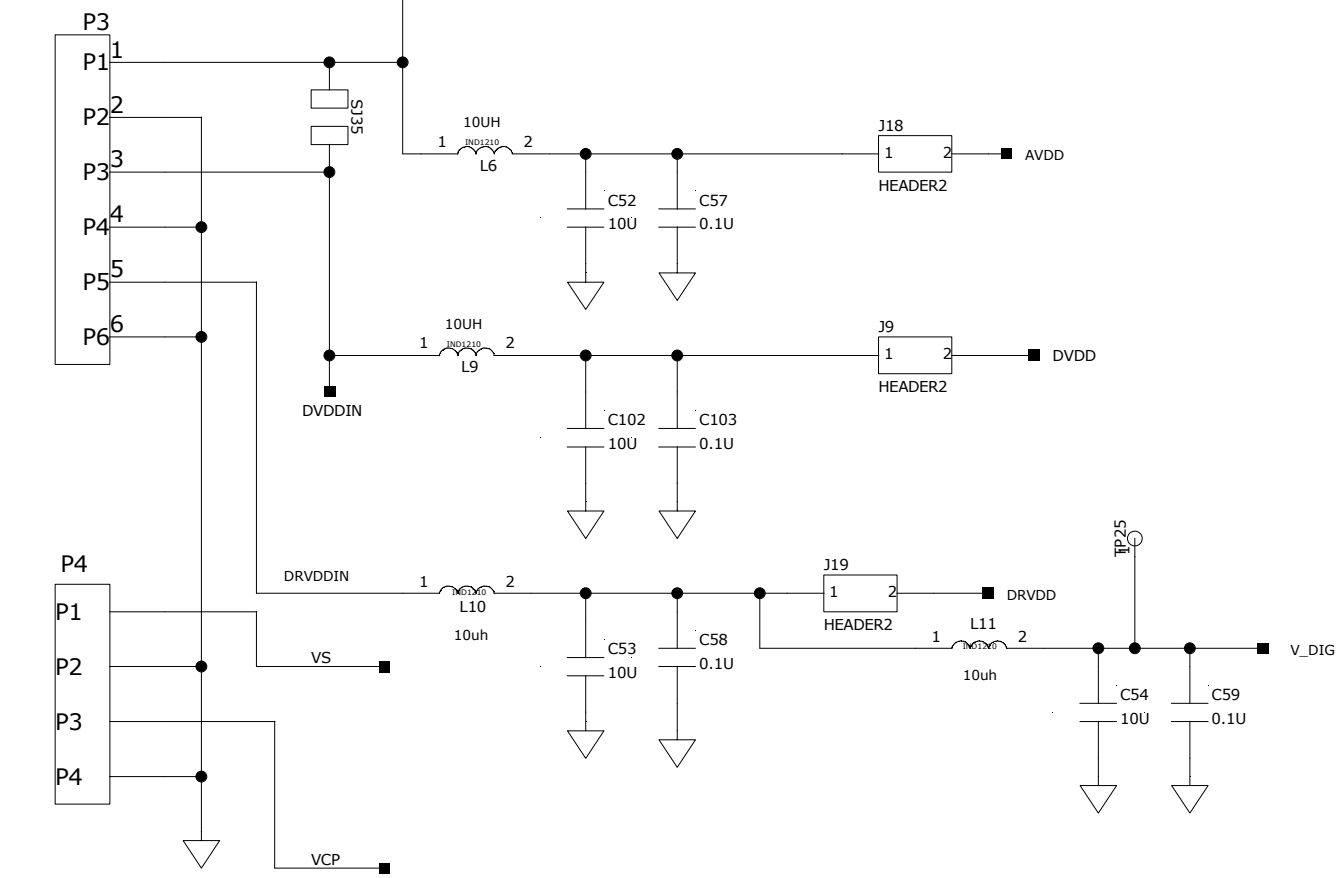 P3
P1 1
P2 2
P3 3
P4 4
P5 5
P6 6
SJ35
10UH
1 IND1210 2
L6
C52
10U
C57
0.1U
J18
1 2
HEADER2
AVDD
10UH
1 IND1210 2
L9
DVDDIN
C102
10U
C103
0.1U
J9
1 2
HEADER2
DVDD
P4
P1
P2
P3
P4
VS
VCP
DRVDDIN
1 IND1210 2
L10
10uh
C53
10U
C58
0.1U
J19
1 2
HEADER2
DRVDD
L11
1 IND1210 2
10uh
TP25
1
C54
10U
C59
0.1U
V_DIG